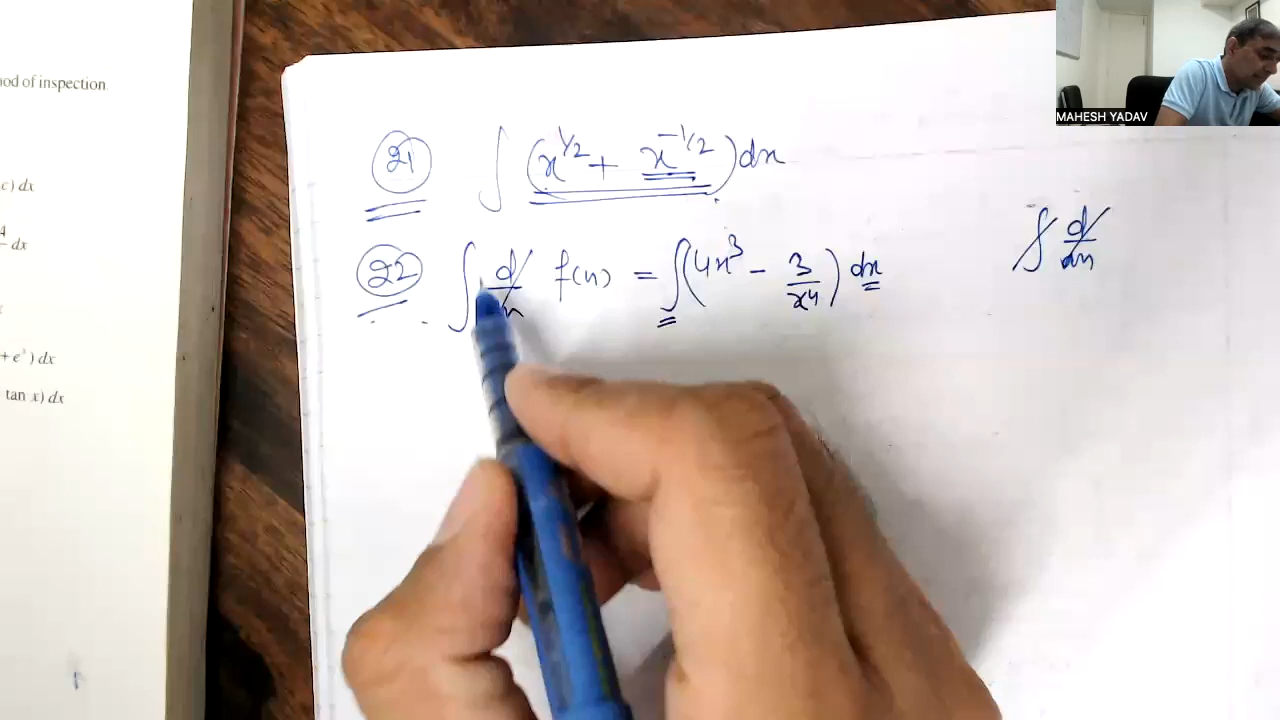 nod of inspection.
c) dx
4
dx
+ e^x) dx
tan x) dx
MAHESH YADAV
21 ∫ (x^{1/2} + x^{-1/2}) dx
22 ∫ d/ f(x) = ∫ (4x^3 - 3/x^4) dx
∫ d/dx